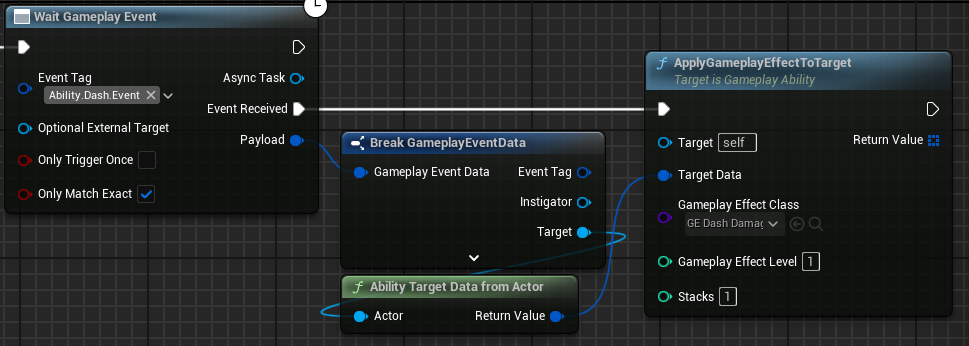 Wait Gameplay Event
Event Tag
Ability.Dash.Event
Async Task
Event Received
Optional External Target
Payload
Only Trigger Once
Only Match Exact
Break GameplayEventData
Gameplay Event Data
Event Tag
Instigator
Target
Ability Target Data from Actor
Actor
Return Value
ApplyGameplayEffectToTarget
Target is Gameplay Ability
Target
self
Return Value
Target Data
Gameplay Effect Class
GE Dash Damag
Gameplay Effect Level
1
Stacks
1